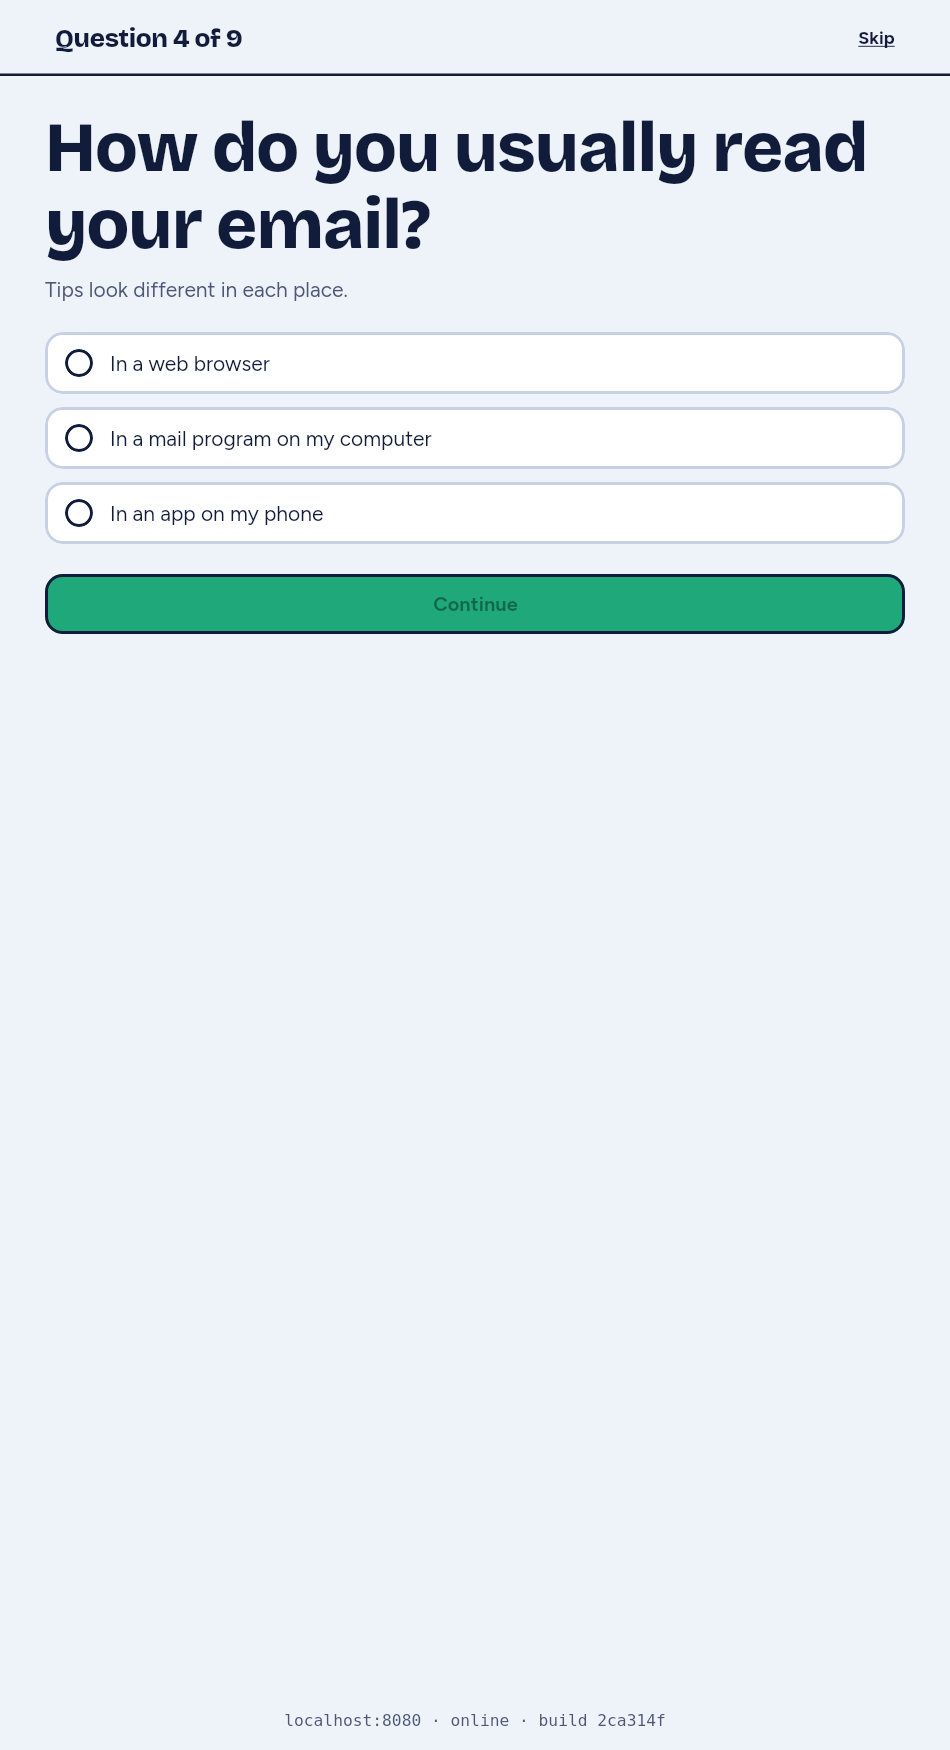 Question 4 of 9
Skip
How do you usually read
your email?
Tips look different in each place.
In a web browser
In a mail program on my computer
In an app on my phone
Continue
localhost:8080 · online · build 2ca314f